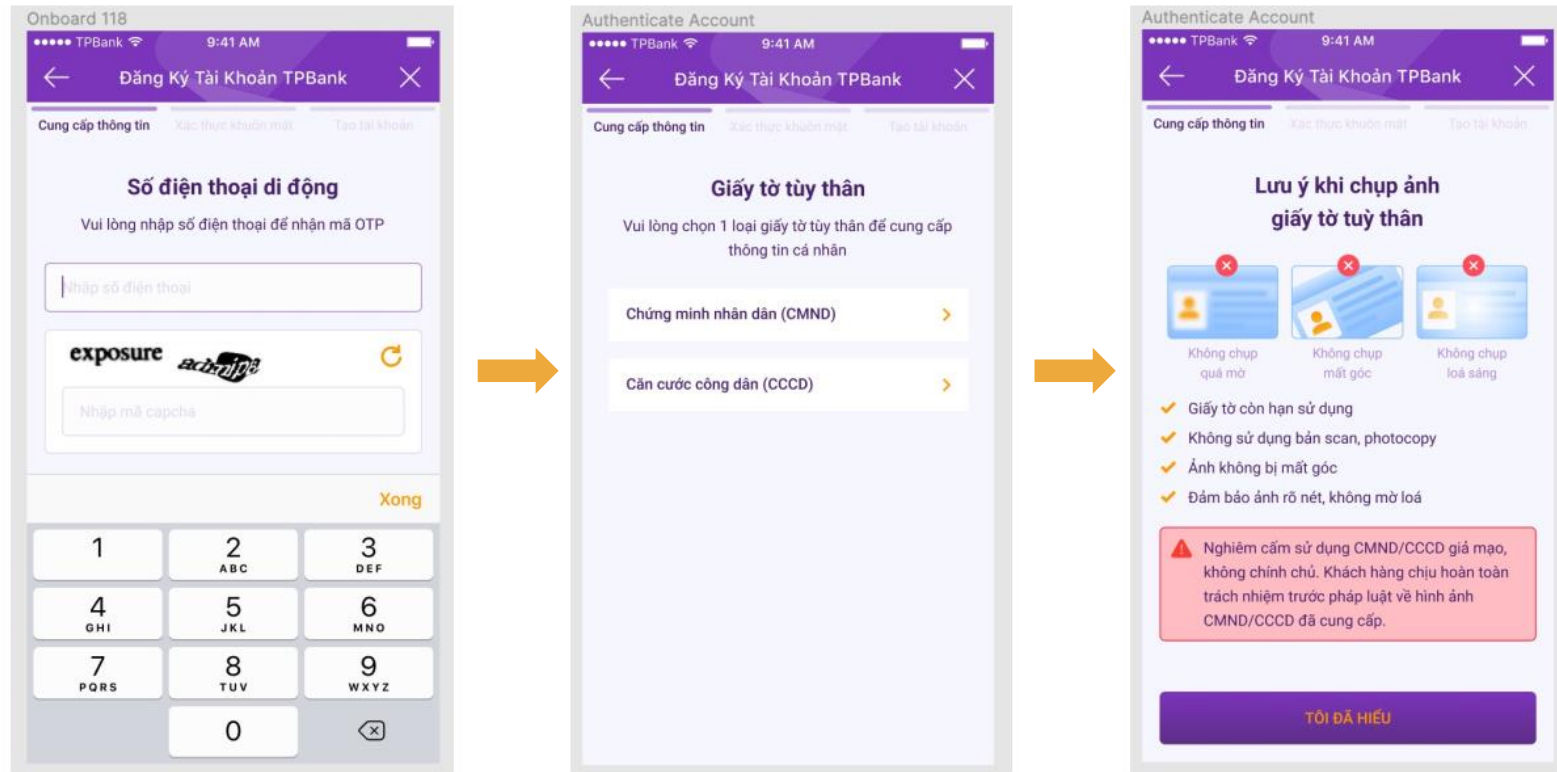 Onboard 118
TPBank 9:41 AM
Đăng Ký Tài Khoản TPBank
Cung cấp thông tin Xác thực khuôn mặt Tạo tài khoản
Số điện thoại di động
Vui lòng nhập số điện thoại để nhận mã OTP
Nhập số điện thoại
exposure
Nhập mã capcha
Xong
1 2 3
ABC DEF
4 5 6
GHI JKL MNO
7 8 9
PQRS TUV WXYZ
0
Authenticate Account
TPBank 9:41 AM
Đăng Ký Tài Khoản TPBank
Cung cấp thông tin Xác thực khuôn mặt Tạo tài khoản
Giấy tờ tùy thân
Vui lòng chọn 1 loại giấy tờ tùy thân để cung cấp
thông tin cá nhân
Chứng minh nhân dân (CMND)
Căn cước công dân (CCCD)
Authenticate Account
TPBank 9:41 AM
Đăng Ký Tài Khoản TPBank
Cung cấp thông tin Xác thực khuôn mặt Tạo tài khoản
Lưu ý khi chụp ảnh
giấy tờ tuỳ thân
Không chụp Không chụp Không chụp
quá mờ mất góc loá sáng
Giấy tờ còn hạn sử dụng
Không sử dụng bản scan, photocopy
Ảnh không bị mất góc
Đảm bảo ảnh rõ nét, không mờ loá
Nghiêm cấm sử dụng CMND/CCCD giả mạo,
không chính chủ. Khách hàng chịu hoàn toàn
trách nhiệm trước pháp luật về hình ảnh
CMND/CCCD đã cung cấp.
TÔI ĐÃ HIỂU